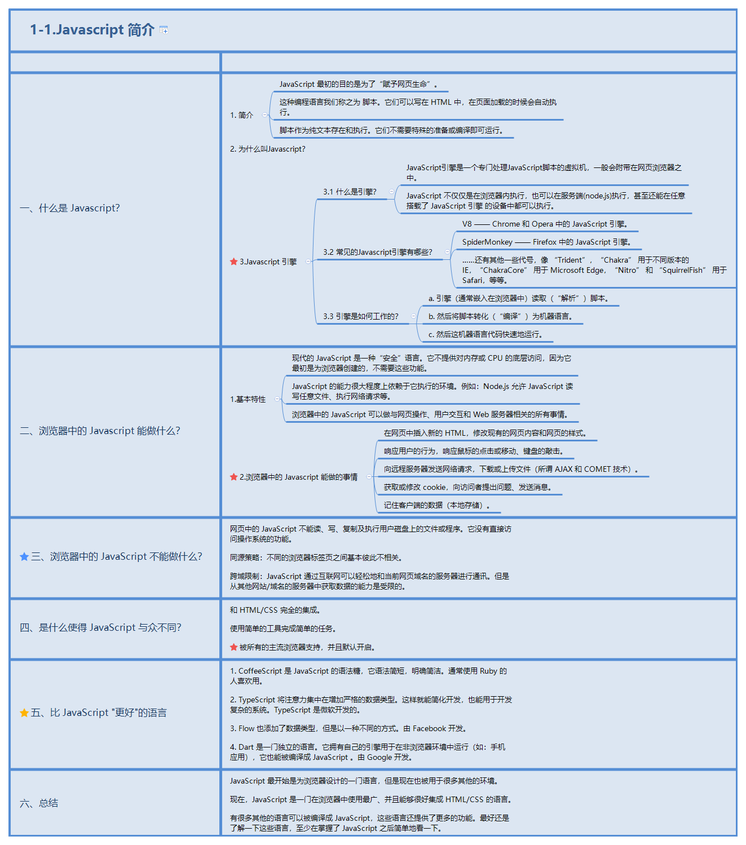 1-1.Javascript 简介
一、什么是 Javascript?
1. 简介
JavaScript 最初的目的是为了“赋予网页生命”。
这种编程语言我们称之为 脚本。它们可以写在 HTML 中，在页面加载的时候会自动执
行。
脚本作为纯文本存在和执行。它们不需要特殊的准备或编译即可运行。
2. 为什么叫Javascript?
3.Javascript 引擎
3.1 什么是引擎?
JavaScript引擎是一个专门处理JavaScript脚本的虚拟机，一般会附带在网页浏览器之
中。
JavaScript 不仅仅是在浏览器内执行，也可以在服务端(node.js)执行，甚至还能在任意
搭载了 JavaScript 引擎 的设备中都可以执行。
3.2 常见的Javascript引擎有哪些?
V8 —— Chrome 和 Opera 中的 JavaScript 引擎。
SpiderMonkey —— Firefox 中的 JavaScript 引擎。
……还有其他一些代号，像 “Trident”，“Chakra” 用于不同版本的
IE，“ChakraCore” 用于 Microsoft Edge，“Nitro” 和 “SquirrelFish” 用于
Safari，等等。
3.3 引擎是如何工作的?
a. 引擎（通常嵌入在浏览器中）读取（“解析”）脚本。
b. 然后将脚本转化（“编译”）为机器语言。
c. 然后这机器语言代码快速地运行。
二、浏览器中的 Javascript 能做什么?
1.基本特性
现代的 JavaScript 是一种“安全”语言。它不提供对内存或 CPU 的底层访问，因为它
最初是为浏览器创建的，不需要这些功能。
JavaScript 的能力很大程度上依赖于它执行的环境。例如：Node.js 允许 JavaScript 读
写任意文件、执行网络请求等。
浏览器中的 JavaScript 可以做与网页操作、用户交互和 Web 服务器相关的所有事情。
2.浏览器中的 Javascript 能做的事情
在网页中插入新的 HTML，修改现有的网页内容和网页的样式。
响应用户的行为，响应鼠标的点击或移动、键盘的敲击。
向远程服务器发送网络请求，下载或上传文件（所谓 AJAX 和 COMET 技术）。
获取或修改 cookie，向访问者提出问题、发送消息。
记住客户端的数据（本地存储）。
三、浏览器中的 JavaScript 不能做什么?
网页中的 JavaScript 不能读、写、复制及执行用户磁盘上的文件或程序。它没有直接访
问操作系统的功能。
同源策略：不同的浏览器标签页之间基本彼此不相关。
跨域限制：JavaScript 通过互联网可以轻松地和当前网页域名的服务器进行通讯。但是
从其他网站/域名的服务器中获取数据的能力是受限的。
四、是什么使得 JavaScript 与众不同?
和 HTML/CSS 完全的集成。
使用简单的工具完成简单的任务。
被所有的主流浏览器支持，并且默认开启。
五、比 JavaScript “更好”的语言
1. CoffeeScript 是 JavaScript 的语法糖，它语法简短，明确简洁。通常使用 Ruby 的
人喜欢用。
2. TypeScript 将注意力集中在增加严格的数据类型。这样就能简化开发，也能用于开发
复杂的系统。TypeScript 是微软开发的。
3. Flow 也添加了数据类型，但是以一种不同的方式。由 Facebook 开发。
4. Dart 是一门独立的语言。它拥有自己的引擎用于在非浏览器环境中运行（如：手机
应用），它也能被编译成 JavaScript 。由 Google 开发。
六、总结
JavaScript 最开始是为浏览器设计的一门语言，但是现在也被用于很多其他的环境。
现在，JavaScript 是一门在浏览器中使用最广、并且能够很好集成 HTML/CSS 的语言。
有很多其他的语言可以被编译成 JavaScript，这些语言还提供了更多的功能。最好还是
了解一下这些语言，至少在掌握了 JavaScript 之后简单地看一下。